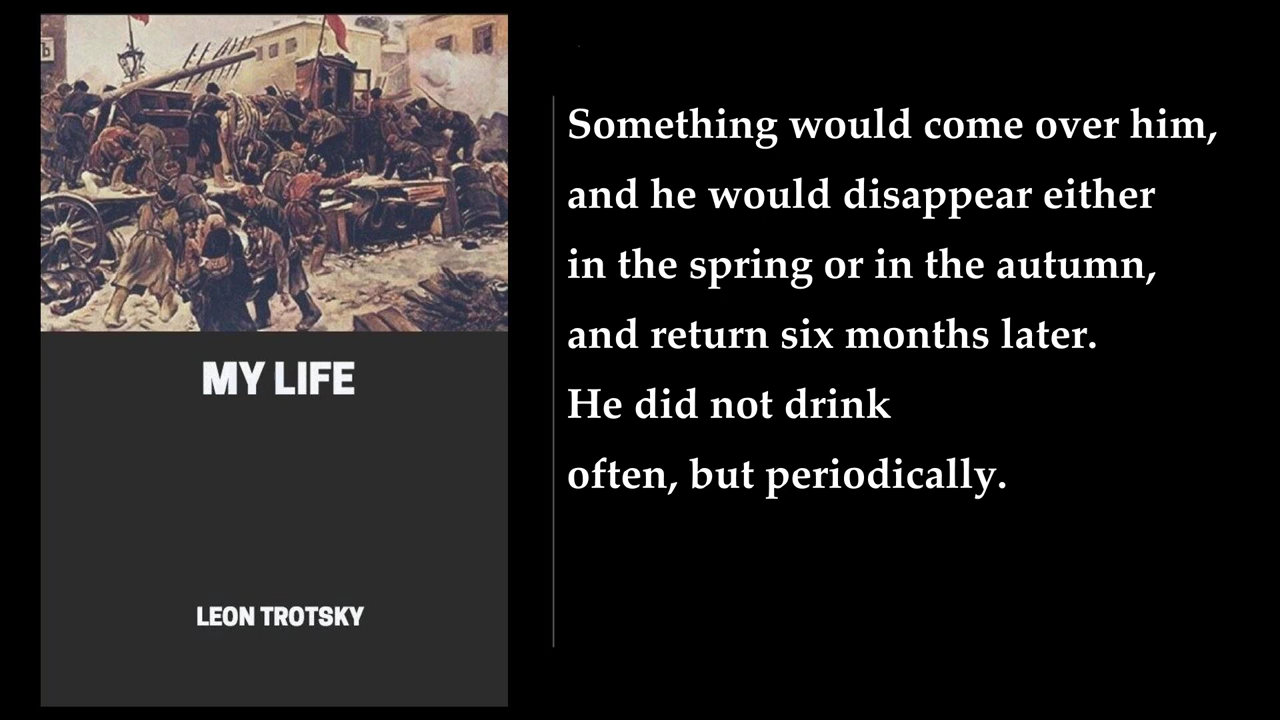 MY LIFE
LEON TROTSKY
Something would come over him,
and he would disappear either
in the spring or in the autumn,
and return six months later.
He did not drink
often, but periodically.